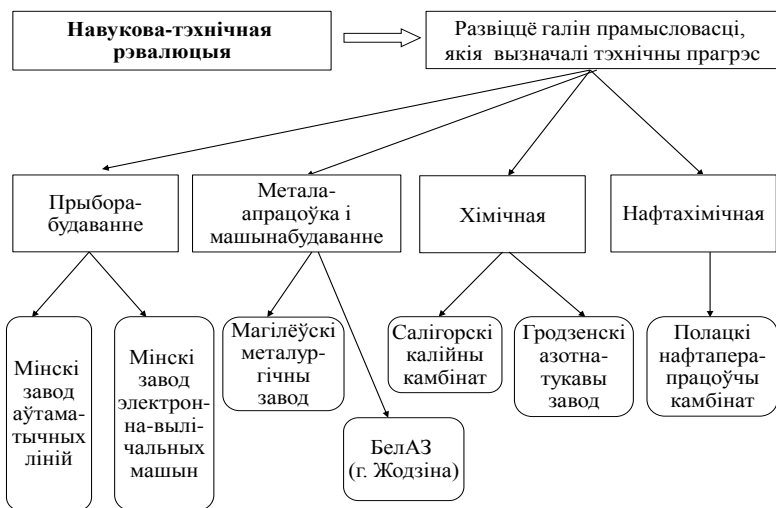 Навукова-тэхнічная
рэвалюцыя
Развіццё галін прамысловасці,
якія вызначалі тэхнічны прагрэс
Прыбора-
будаванне
Метала-
апрацоўка і
машынабудаванне
Хімічная
Нафтахімічная
Мінскі
завод
аўтама-
тычных
ліній
Мінскі
завод
электрон-
на-вылі-
чальных
машын
Магілёўскі
металур-
гічны
завод
БелАЗ
(г. Жодзіна)
Салігорскі
калійны
камбінат
Гродзенскі
азотна-
тукавы
завод
Полацкі
нафтапера-
працоўчы
камбінат